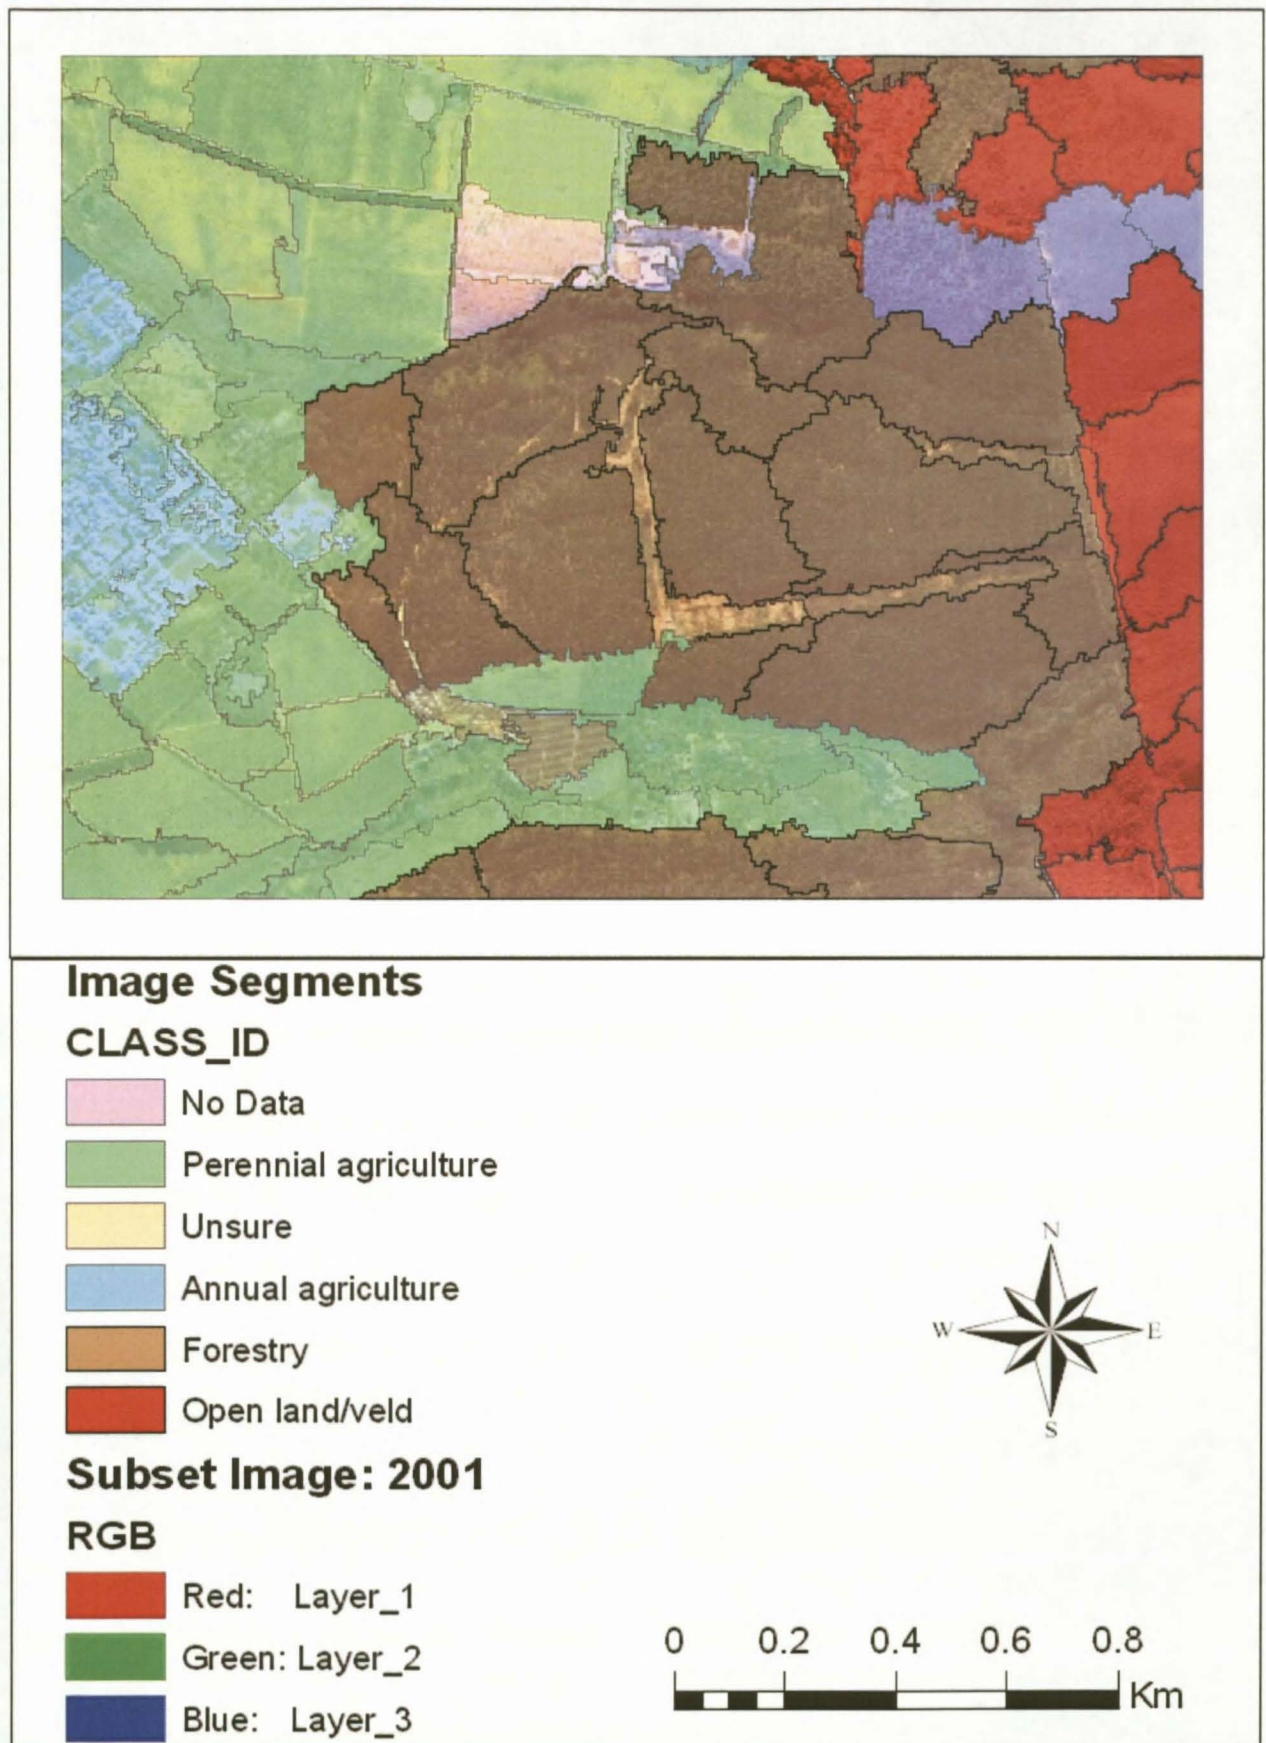 Image Segments
CLASS_ID
No Data
Perennial agriculture
Unsure
Annual agriculture
Forestry
Open land/veld
Subset Image: 2001
RGB
Red: Layer_1
Green: Layer_2
Blue: Layer_3
N
W E
S
0 0.2 0.4 0.6 0.8
Km